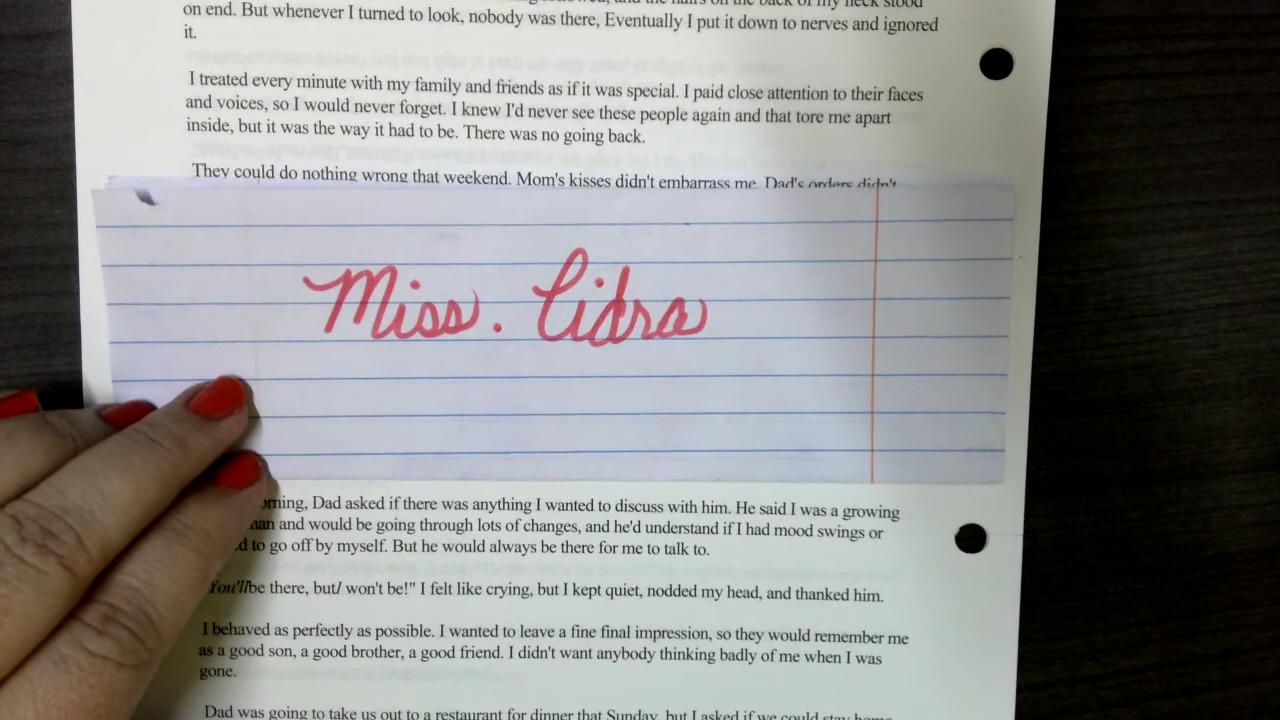 on end. But whenever I turned to look, nobody was there, Eventually I put it down to nerves and ignored
it.
I treated every minute with my family and friends as if it was special. I paid close attention to their faces
and voices, so I would never forget. I knew I'd never see these people again and that tore me apart
inside, but it was the way it had to be. There was no going back.
They could do nothing wrong that weekend. Mom's kisses didn't embarrass me. Dad's orders didn't
Miss. Cidra
Dad asked if there was anything I wanted to discuss with him. He said I was a growing
and would be going through lots of changes, and he'd understand if I had mood swings or
to go off by myself. But he would always be there for me to talk to.
You'll be there, but I won't be!" I felt like crying, but I kept quiet, nodded my head, and thanked him.
I behaved as perfectly as possible. I wanted to leave a fine final impression, so they would remember me
as a good son, a good brother, a good friend. I didn't want anybody thinking badly of me when I was
gone.
Dad was going to take us out to a restaurant for dinner that Sunday, but I asked if we could stay home